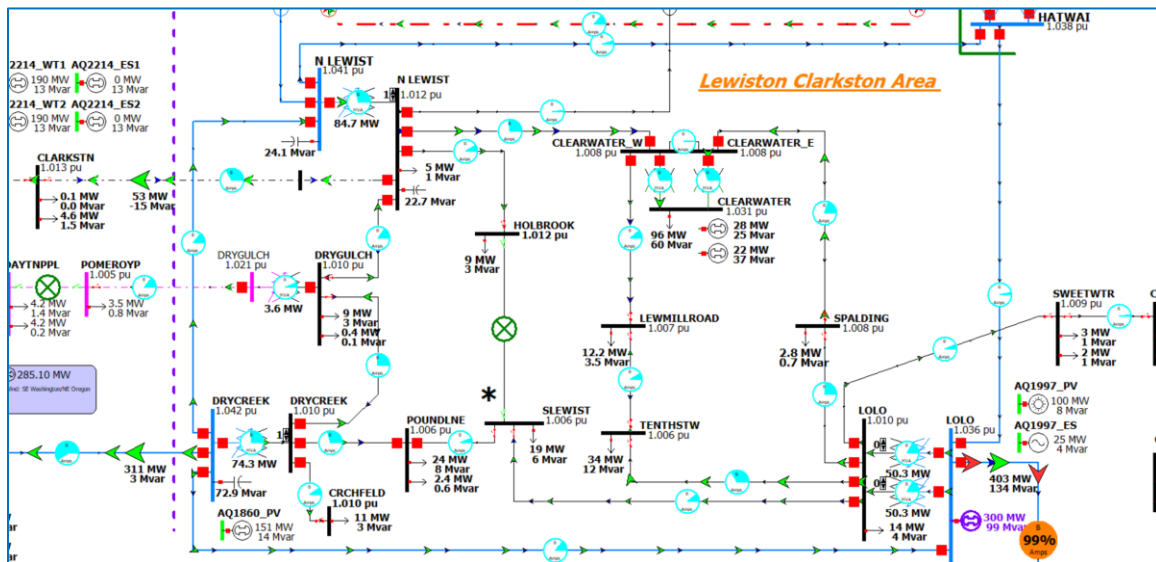 HATWAI
1.038 pu
2214_WT1 AQ2214_ES1
190 MW
13 Mvar
0 MW
13 Mvar
2214_WT2 AQ2214_ES2
190 MW
13 Mvar
0 MW
13 Mvar
N LEWIST
1.041 pu
84.7 MW
24.1 Mvar
N LEWIST
1.012 pu
5 MW
1 Mvar
22.7 Mvar
Lewiston Clarkston Area
CLARKSTN
1.013 pu
0.1 MW
0.0 Mvar
4.6 MW
1.5 Mvar
53 MW
-15 Mvar
CLEARWATER_W
1.008 pu
CLEARWATER_E
1.008 pu
CLEARWATER
1.031 pu
96 MW
60 Mvar
28 MW
25 Mvar
22 MW
37 Mvar
HOLBROOK
1.012 pu
9 MW
3 Mvar
DAYTNPPL
4.2 MW
1.4 Mvar
4.2 MW
0.2 Mvar
POMEROYP
1.005 pu
3.5 MW
0.8 Mvar
DRYGULCH
1.021 pu
3.6 MW
DRYGULCH
1.010 pu
9 MW
3 Mvar
0.4 MW
0.1 Mvar
LEWMILLROAD
1.007 pu
12.2 MW
3.5 Mvar
SPALDING
1.008 pu
2.8 MW
0.7 Mvar
SWEETWTR
1.009 pu
3 MW
1 Mvar
2 MW
1 Mvar
285.10 MW
SE Washington/NE Oregon
DRYCREEK
1.042 pu
74.3 MW
72.9 Mvar
311 MW
3 Mvar
DRYCREEK
1.010 pu
POUNDLNE
1.006 pu
24 MW
8 Mvar
2.4 MW
0.6 Mvar
*
SLEWIST
1.006 pu
19 MW
6 Mvar
TENTHSTW
1.006 pu
34 MW
12 Mvar
LOLO
1.010 pu
50.3 MW
50.3 MW
14 MW
4 Mvar
LOLO
1.036 pu
AQ1997_PV
100 MW
8 Mvar
AQ1997_ES
25 MW
4 Mvar
403 MW
134 Mvar
300 MW
99 Mvar
B
99%
Amps
CRCHFELD
1.010 pu
11 MW
3 Mvar
AQ1860_PV
151 MW
14 Mvar